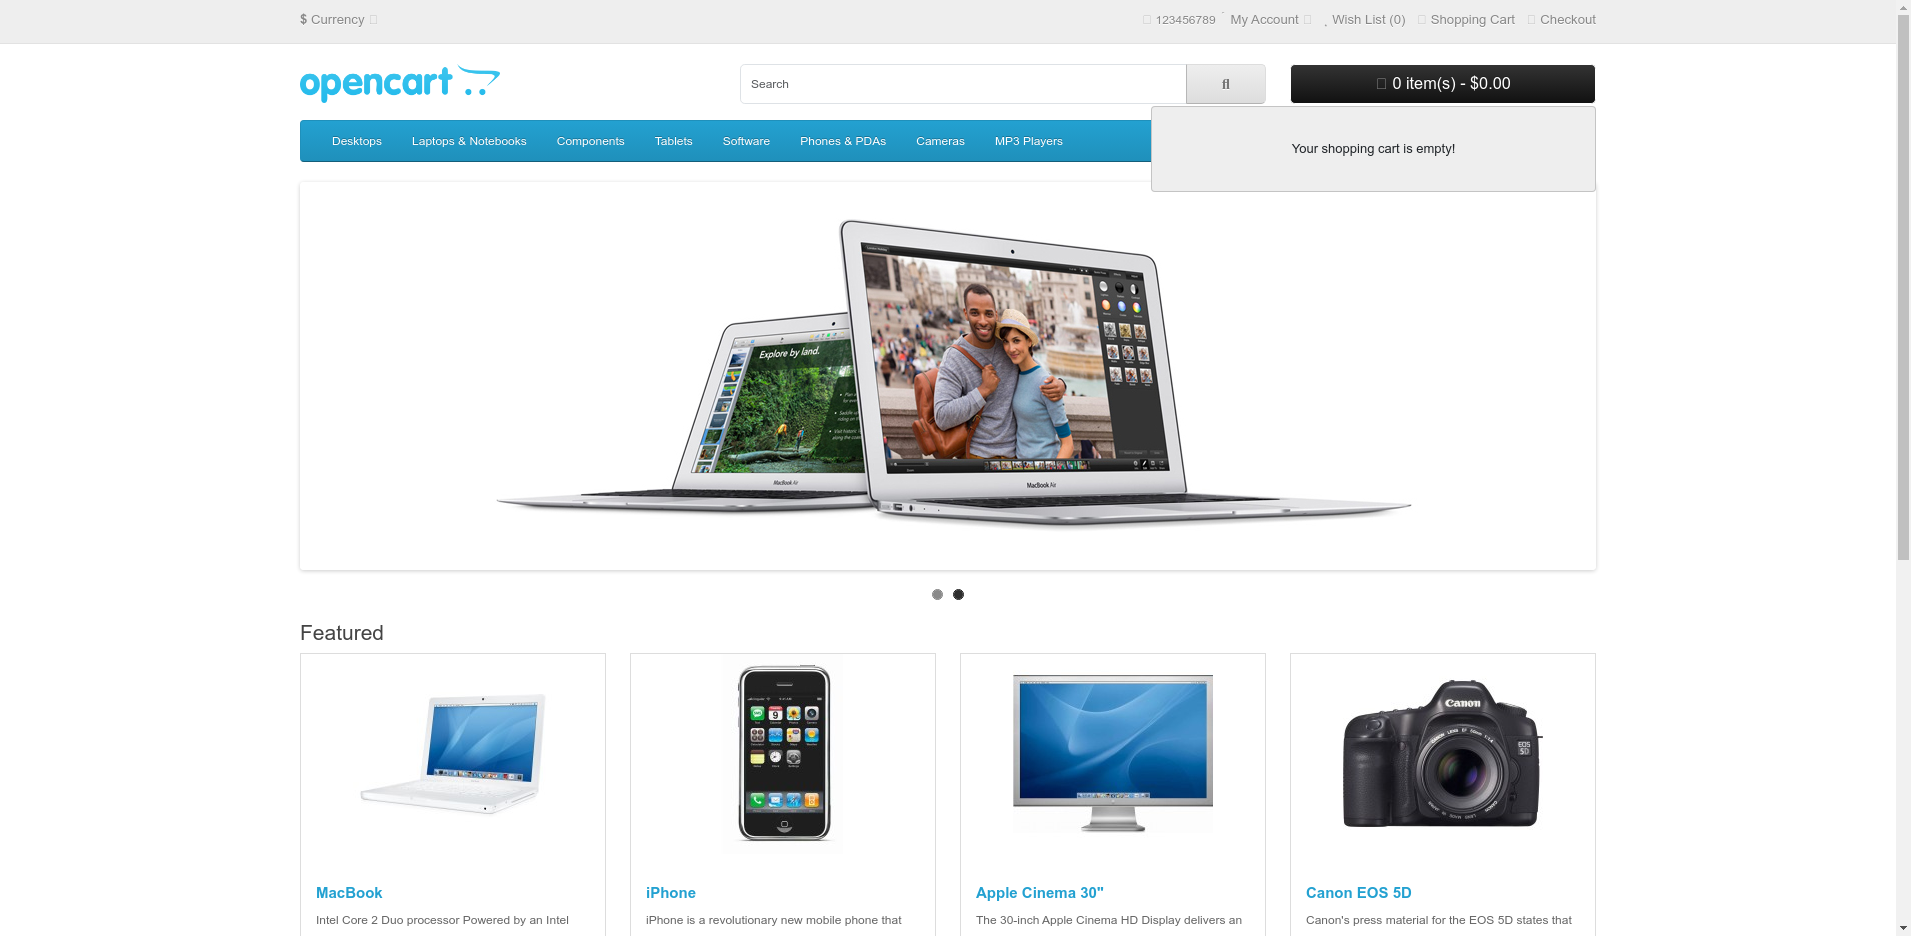 $ Currency
123456789 My Account Wish List (0) Shopping Cart Checkout
opencart
Search
0 item(s) - $0.00
Desktops Laptops & Notebooks Components Tablets Software Phones & PDAs Cameras MP3 Players
Your shopping cart is empty!
Explore by land.
MacBook Air
MacBook Air
Featured
Canon
EOS
5D
MacBook
iPhone
Apple Cinema 30"
Canon EOS 5D
Intel Core 2 Duo processor Powered by an Intel
iPhone is a revolutionary new mobile phone that
The 30-inch Apple Cinema HD Display delivers an
Canon's press material for the EOS 5D states that